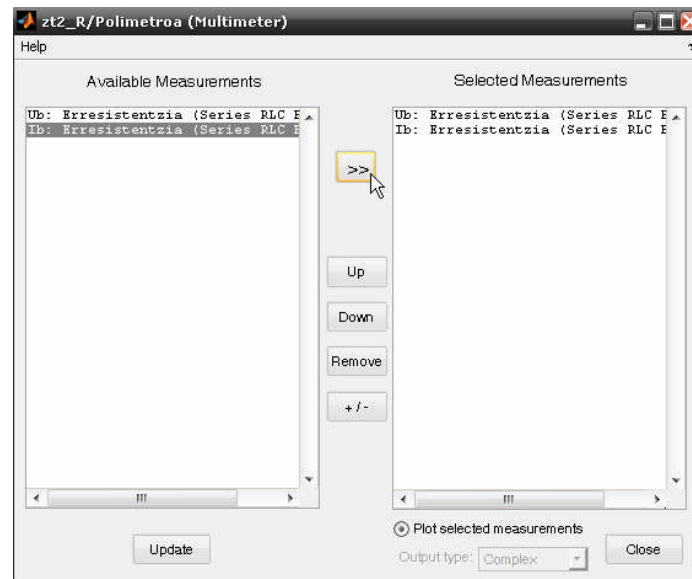 zt2_R/Polimetroa (Multimeter)
Help
Available Measurements
Selected Measurements
Ub: Erresistentzia (Series RLC
Ib: Erresistentzia (Series RLC
Ub: Erresistentzia (Series RLC
Ib: Erresistentzia (Series RLC
>>
Up
Down
Remove
+ / -
Plot selected measurements
Update
Output type: Complex
Close